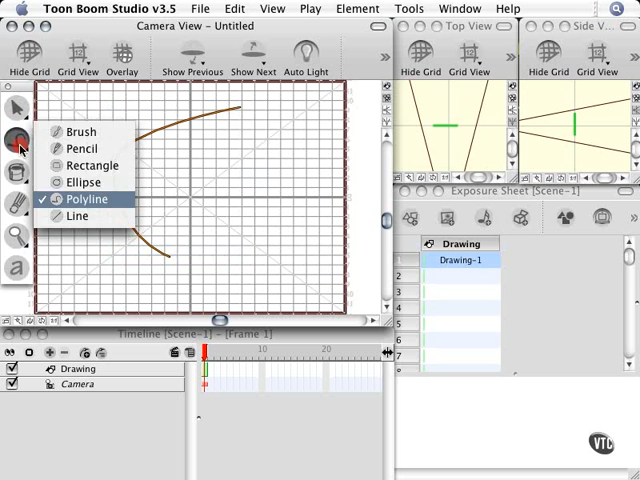 Toon Boom Studio v3.5 File Edit View Play Element Tools Window Help
Camera View - Untitled
Top View
Side V...
Hide Grid Grid View Overlay Show Previous Show Next Auto Light
Hide Grid Grid View
Hide Grid Grid View
Brush
Pencil
Rectangle
Ellipse
✓ Polyline
Line
a
Exposure Sheet [Scene-1]
Drawing
1 Drawing-1
2
3
4
5
6
7
Timeline [Scene-1] - [Frame 1]
10 20
Drawing
Camera
VTC